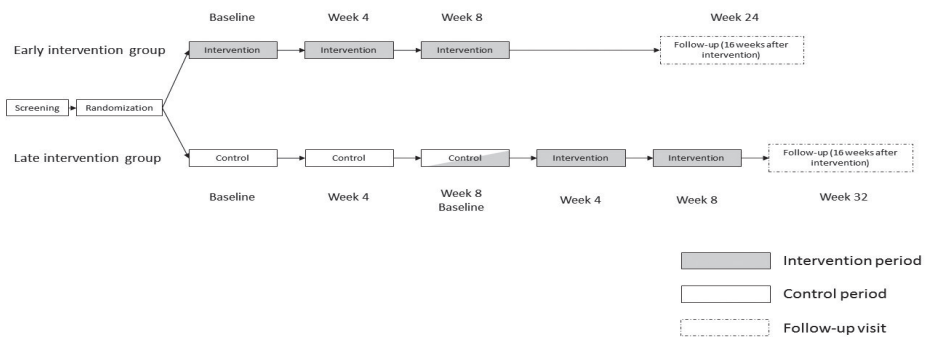 Baseline Week 4 Week 8 Week 24
Early intervention group Intervention Intervention Intervention Follow-up (16 weeks after
intervention)
Screening Randomization
Late intervention group Control Control Control Intervention Intervention Follow-up (16 weeks after
intervention)
Baseline Week 4 Week 8 Week 4 Week 8 Week 32
Baseline
Intervention period
Control period
Follow-up visit